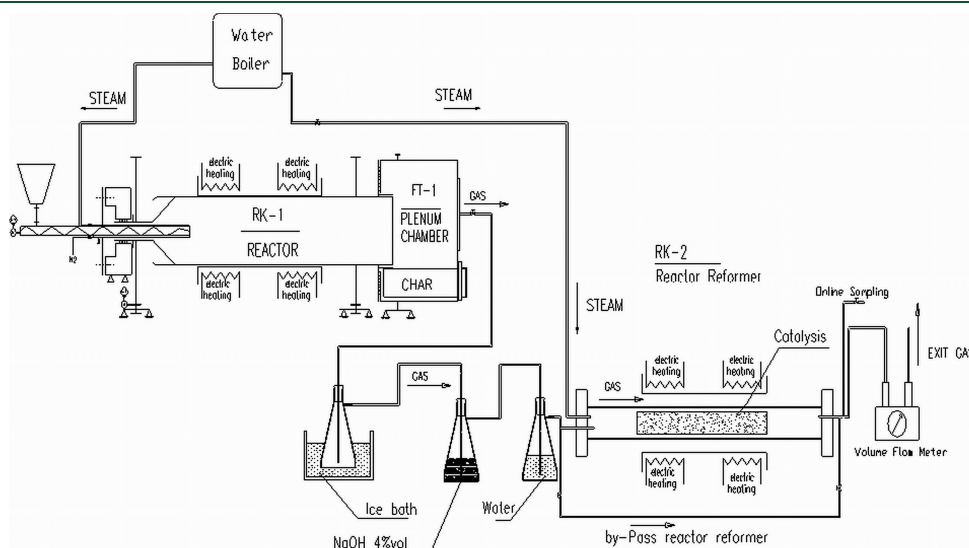 Water
Boiler
STEAM
STEAM
electric
heating
electric
heating
FT-1
PLENUM
CHAMBER
GAS
RK-1
REACTOR
N2
CHAR
electric
heating
electric
heating
RK-2
Reactor Reformer
Online Sampling
STEAM
Catalysis
EXIT GA
GAS
electric
heating
electric
heating
GAS
Volume Flow Meter
electric
heating
electric
heating
Ice bath
Water
NaOH 4%vol
by-Pass reactor reformer